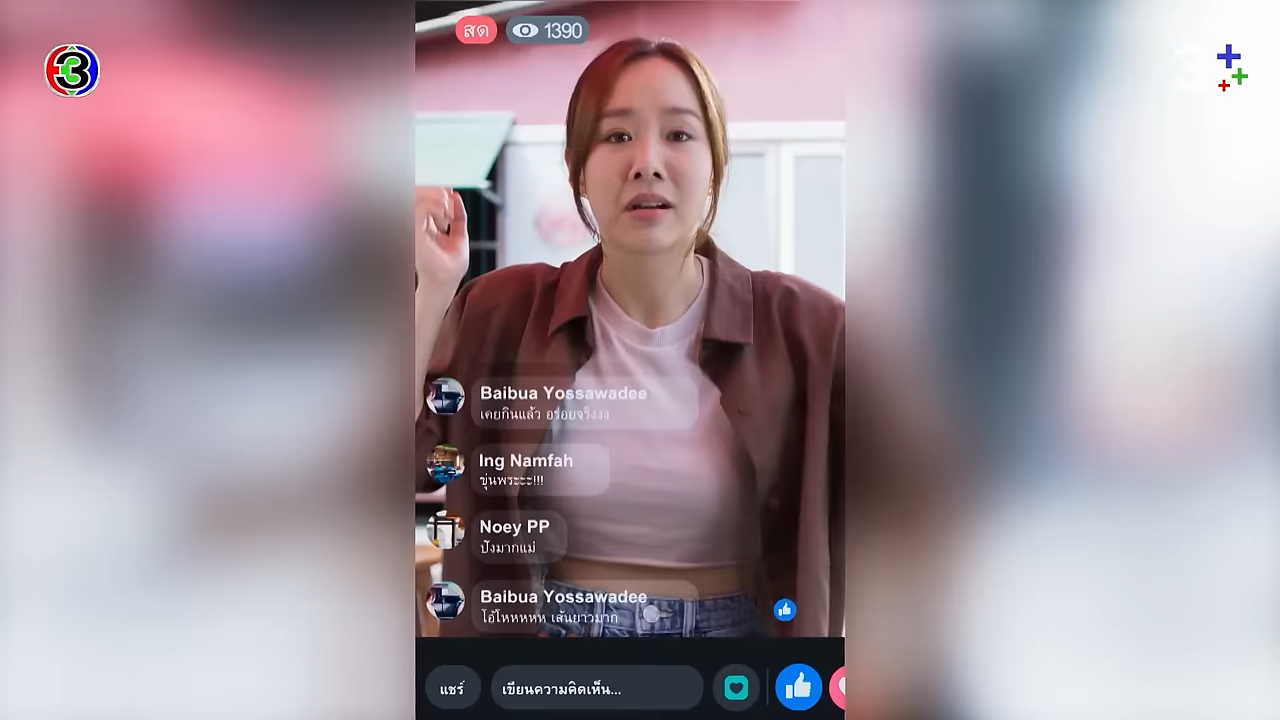 สด
1390
3
Baibua Yossawadee
เคยกินแล้ว อร่อยจริงงง
Ing Namfah
ขุ่นพระะะ!!!
Noey PP
ปังมากแม่
Baibua Yossawadee
โอ้โหหหหห เส้นยาวมาก
แชร์
เขียนความคิดเห็น...